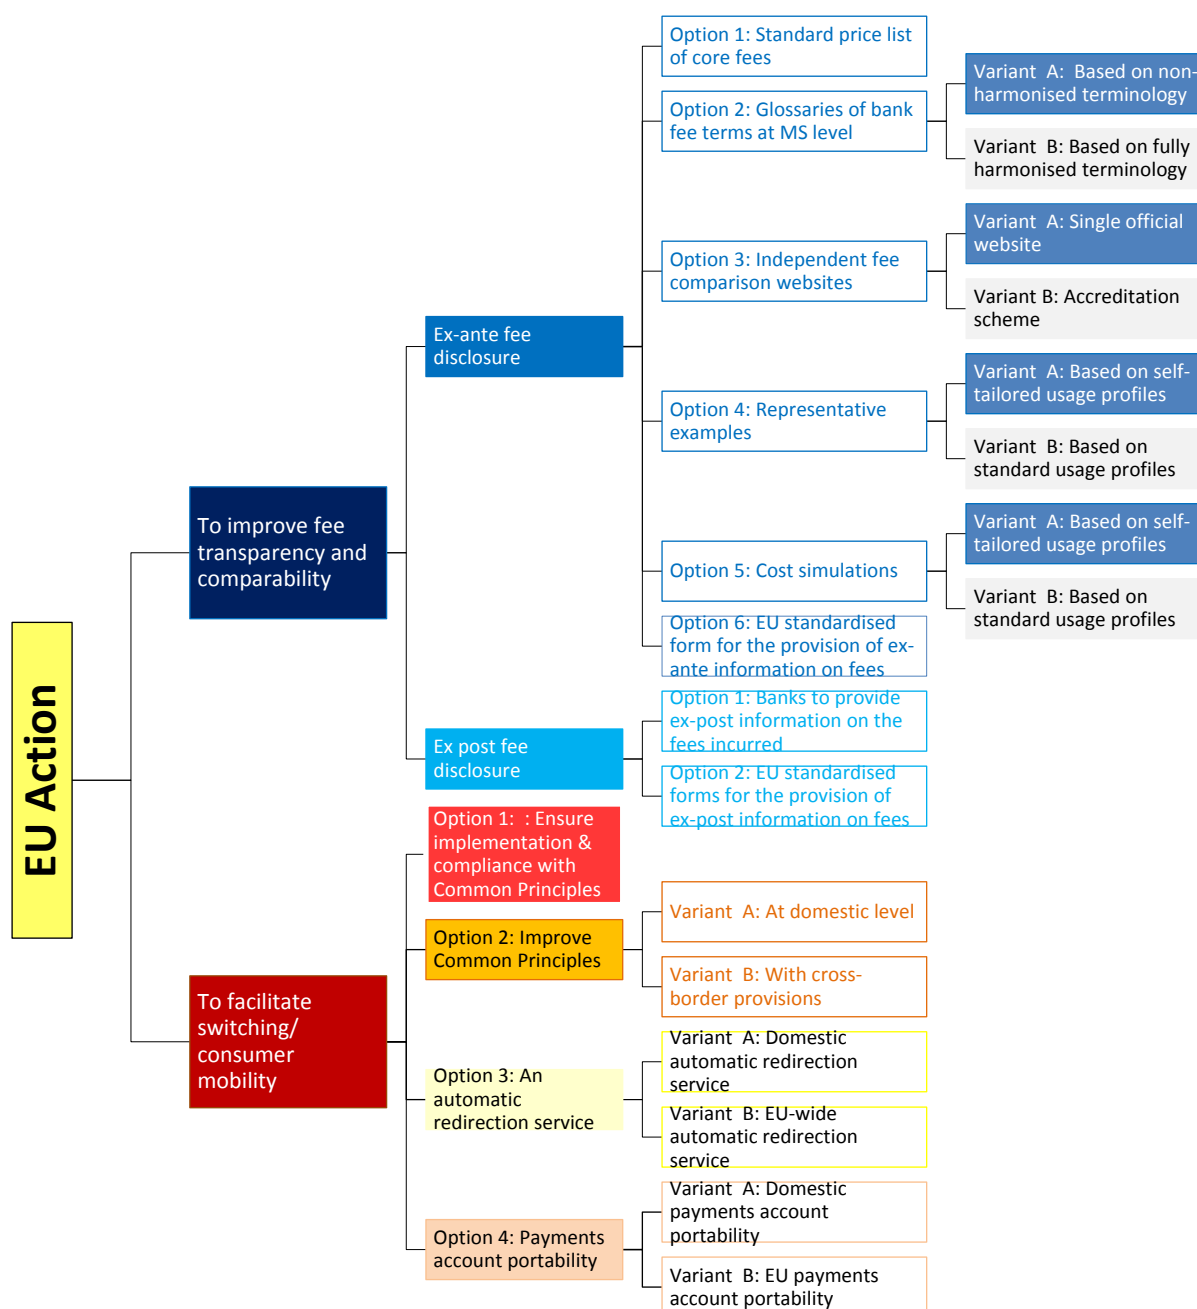 EU Action
To improve fee
transparency and
comparability
Ex-ante fee
disclosure
Option 1: Standard price list
of core fees
Option 2: Glossaries of bank
fee terms at MS level
Variant A: Based on non-
harmonised terminology
Variant B: Based on fully
harmonised terminology
Option 3: Independent fee
comparison websites
Variant A: Single official
website
Variant B: Accreditation
scheme
Option 4: Representative
examples
Variant A: Based on self-
tailored usage profiles
Variant B: Based on
standard usage profiles
Option 5: Cost simulations
Variant A: Based on self-
tailored usage profiles
Variant B: Based on
standard usage profiles
Option 6: EU standardised
form for the provision of ex-
ante information on fees
Ex post fee
disclosure
Option 1: Banks to provide
ex-post information on the
fees incurred
Option 2: EU standardised
forms for the provision of
ex-post information on fees
To facilitate
switching/
consumer
mobility
Option 1: : Ensure
implementation &
compliance with
Common Principles
Option 2: Improve
Common Principles
Variant A: At domestic level
Variant B: With cross-
border provisions
Option 3: An
automatic
redirection service
Variant A: Domestic
automatic redirection
service
Variant B: EU-wide
automatic redirection
service
Option 4: Payments
account portability
Variant A: Domestic
payments account
portability
Variant B: EU payments
account portability